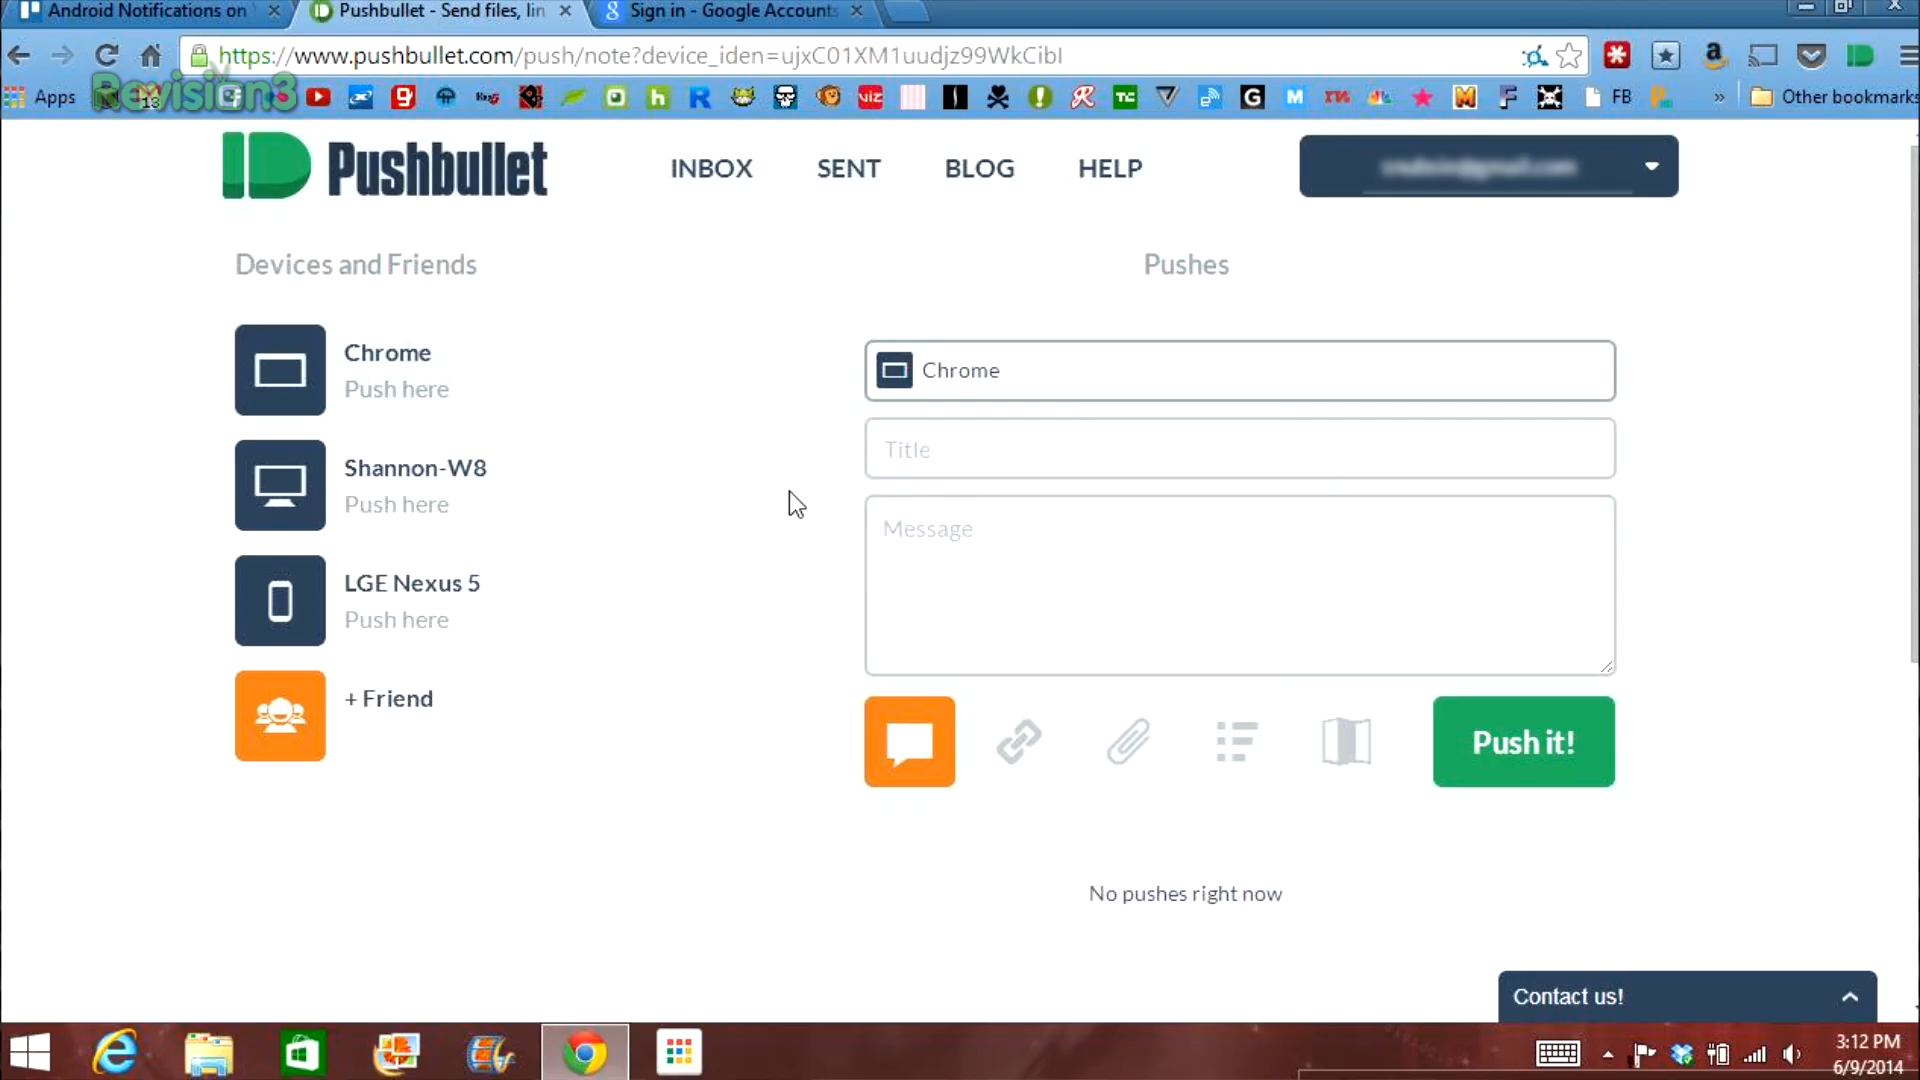 Android Notifications on
Pushbullet - Send files, lin
Sign in - Google Accounts
https://www.pushbullet.com/push/note?device_iden=ujxC01XM1uudjz99WkCibI
Apps
Revision3
FB
Other bookmarks
Pushbullet
INBOX
SENT
BLOG
HELP
Devices and Friends
Pushes
Chrome
Push here
Shannon-W8
Push here
LGE Nexus 5
Push here
+ Friend
Chrome
Title
Message
Push it!
No pushes right now
Contact us!
3:12 PM
6/9/2014